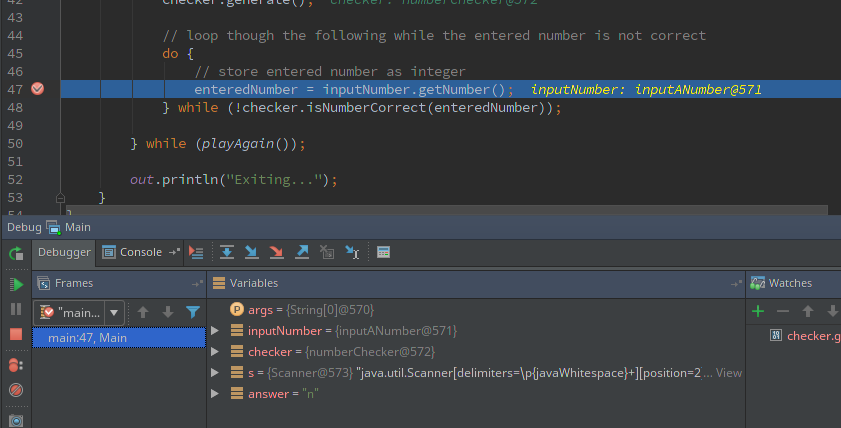 42 checker.generate(); checker: numberChecker@572
43
44 // loop though the following while the entered number is not correct
45 do {
46 // store entered number as integer
47 enteredNumber = inputNumber.getNumber(); inputNumber: inputANumber@571
48 } while (!checker.isNumberCorrect(enteredNumber));
49
50 } while (playAgain());
51
52 out.println("Exiting...");
53 }
54 }
Debug Main
Debugger Console
Frames Variables Watches
"main... 
main:47, Main
args = {String[0]@570}
inputNumber = {inputANumber@571}
checker = {numberChecker@572}
s = {Scanner@573} "java.util.Scanner[delimiters=\p{javaWhitespace}+][position=2"... View
answer = "n"
checker.g